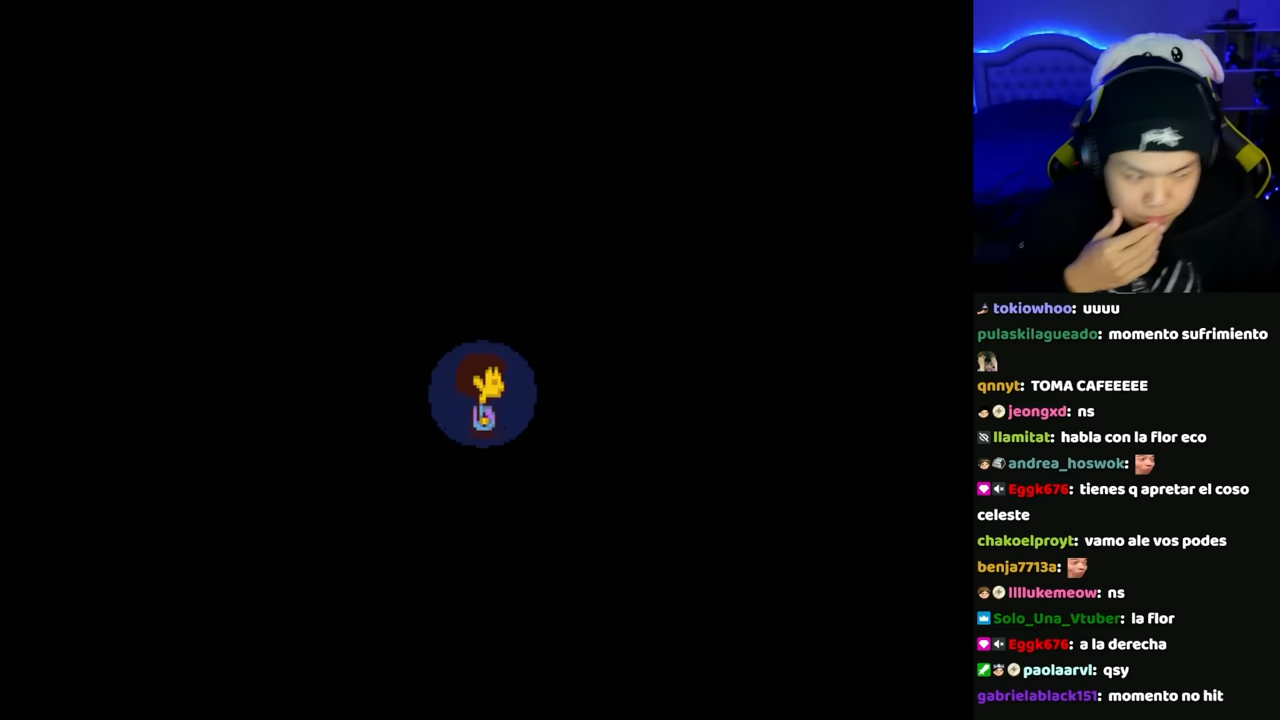 tokiowhoo: uuuu
pulaskilagueado: momento sufrimiento
qnnyt: TOMA CAFEEEEE
jeongxd: ns
llamitat: habla con la flor eco
andrea_hoswok:
Eggk676: tienes q apretar el coso
celeste
chakoelproyt: vamo ale vos podes
benja7713a:
llllukemeow: ns
Solo_Una_Vtuber: la flor
Eggk676: a la derecha
paolaarvl: qsy
gabrielablack151: momento no hit